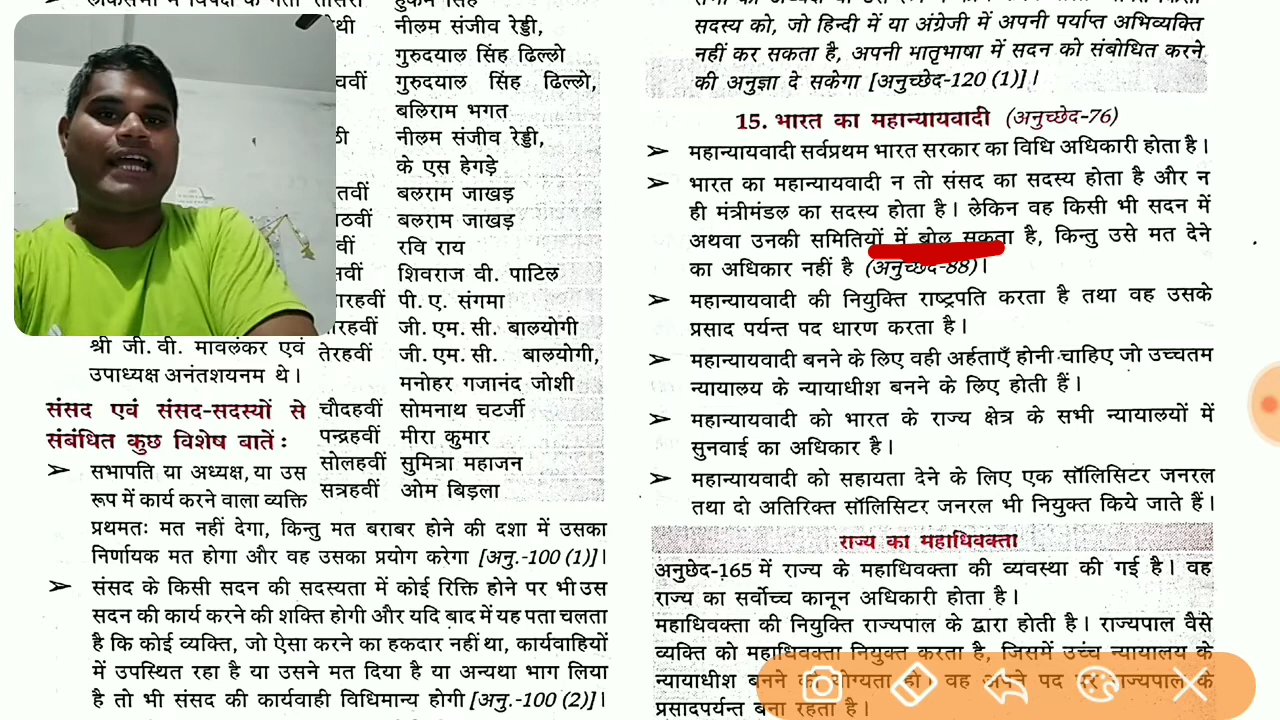 लोकसभा में विपक्ष के नेता तीसरी हुकम सिंह
नीलम संजीव रेड्डी,
गुरुदयाल सिंह ढिल्लो
गुरुदयाल सिंह ढिल्लो,
बलिराम भगत
नीलम संजीव रेड्डी,
के एस हेगड़े
बलराम जाखड़
बलराम जाखड़
रवि राय
शिवराज वी. पाटिल
पी. ए. संगमा
जी. एम. सी. बालयोगी
श्री जी. वी. मावलंकर एवं
तेरहवीं जी. एम. सी. बालयोगी,
उपाध्यक्ष अनंतशयनम थे।
मनोहर गजानंद जोशी
संसद एवं संसद-सदस्यों से
संबंधित कुछ विशेष बातें :
चौदहवीं सोमनाथ चटर्जी
पन्द्रहवीं मीरा कुमार
सोलहवीं सुमित्रा महाजन
सत्रहवीं ओम बिड़ला
➢ सभापति या अध्यक्ष, या उस
रूप में कार्य करने वाला व्यक्ति
प्रथमतः मत नहीं देगा, किन्तु मत बराबर होने की दशा में उसका
निर्णायक मत होगा और वह उसका प्रयोग करेगा [अनु.-100 (1)]।
➢ संसद के किसी सदन की सदस्यता में कोई रिक्ति होने पर भी उस
सदन की कार्य करने की शक्ति होगी और यदि बाद में यह पता चलता
है कि कोई व्यक्ति, जो ऐसा करने का हकदार नहीं था, कार्यवाहियों
में उपस्थित रहा है या उसने मत दिया है या अन्यथा भाग लिया
है तो भी संसद की कार्यवाही विधिमान्य होगी [अनु.-100 (2)]।
सदस्य को, जो हिन्दी में या अंग्रेजी में अपनी पर्याप्त अभिव्यक्ति
नहीं कर सकता है, अपनी मातृभाषा में सदन को संबोधित करने
की अनुज्ञा दे सकेगा [अनुच्छेद-120 (1)]।
15. भारत का महान्यायवादी (अनुच्छेद-76)
➢ महान्यायवादी सर्वप्रथम भारत सरकार का विधि अधिकारी होता है।
➢ भारत का महान्यायवादी न तो संसद का सदस्य होता है और न
ही मंत्रीमंडल का सदस्य होता है। लेकिन वह किसी भी सदन में
अथवा उनकी समितियों में बोल सकता है, किन्तु उसे मत देने
का अधिकार नहीं है (अनुच्छेद-88)।
➢ महान्यायवादी की नियुक्ति राष्ट्रपति करता है तथा वह उसके
प्रसाद पर्यन्त पद धारण करता है।
➢ महान्यायवादी बनने के लिए वही अर्हताएँ होनी चाहिए जो उच्चतम
न्यायालय के न्यायाधीश बनने के लिए होती हैं।
➢ महान्यायवादी को भारत के राज्य क्षेत्र के सभी न्यायालयों में
सुनवाई का अधिकार है।
➢ महान्यायवादी को सहायता देने के लिए एक सॉलिसिटर जनरल
तथा दो अतिरिक्त सॉलिसिटर जनरल भी नियुक्त किये जाते हैं।
राज्य का महाधिवक्ता
अनुछेद-165 में राज्य के महाधिवक्ता की व्यवस्था की गई है। वह
राज्य का सर्वोच्च कानून अधिकारी होता है।
महाधिवक्ता की नियुक्ति राज्यपाल के द्वारा होती है। राज्यपाल वैसे
व्यक्ति को महाधिवक्ता नियुक्त करता है, जिसमें उच्च न्यायालय के
न्यायाधीश बनने की योग्यता हो। वह अपने पद पर राज्यपाल के
प्रसादपर्यन्त बना रहता है।